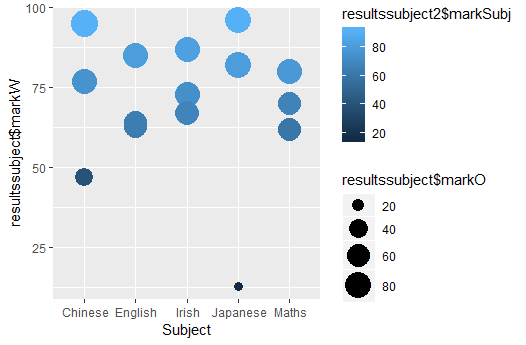 resultssubject2$markSubj
100
75
50
25
resultssubject$markW
Chinese English Irish Japanese Maths
Subject
80
60
40
20
resultssubject$markO
20
40
60
80